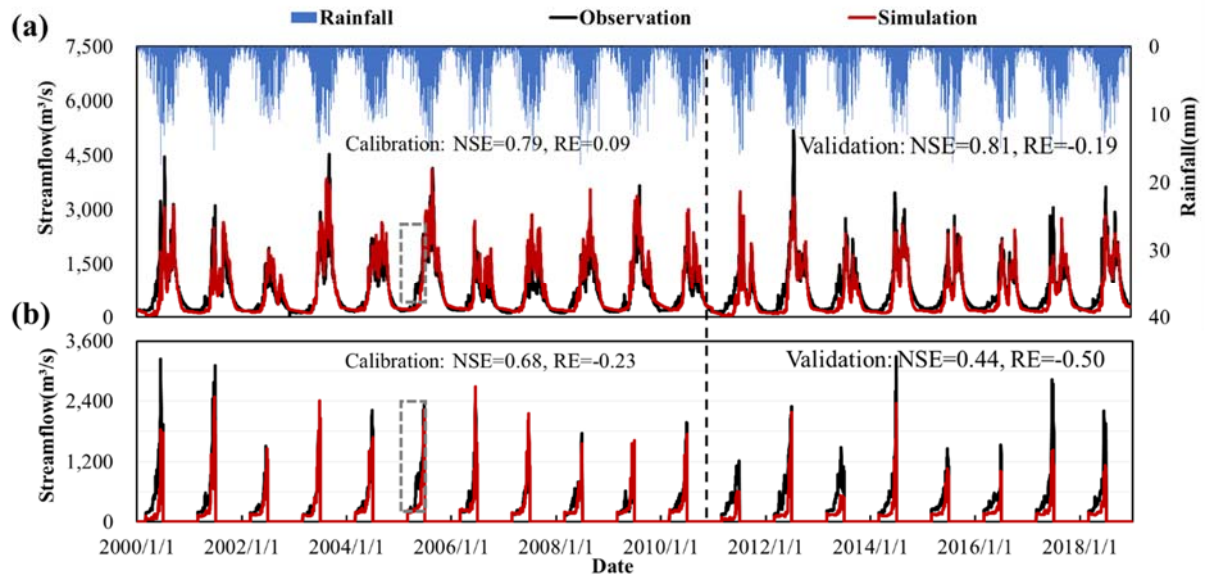 Rainfall Observation Simulation
(a)
7,500
6,000
4,500
3,000
1,500
0
Streamflow(m³/s)
0
10
20
30
40
Rainfall(mm)
Calibration: NSE=0.79, RE=0.09
Validation: NSE=0.81, RE=-0.19
(b)
3,600
2,400
1,200
0
Streamflow(m³/s)
Calibration: NSE=0.68, RE=-0.23
Validation: NSE=0.44, RE=-0.50
2000/1/1 2002/1/1 2004/1/1 2006/1/1 2008/1/1 2010/1/1 2012/1/1 2014/1/1 2016/1/1 2018/1/1
Date